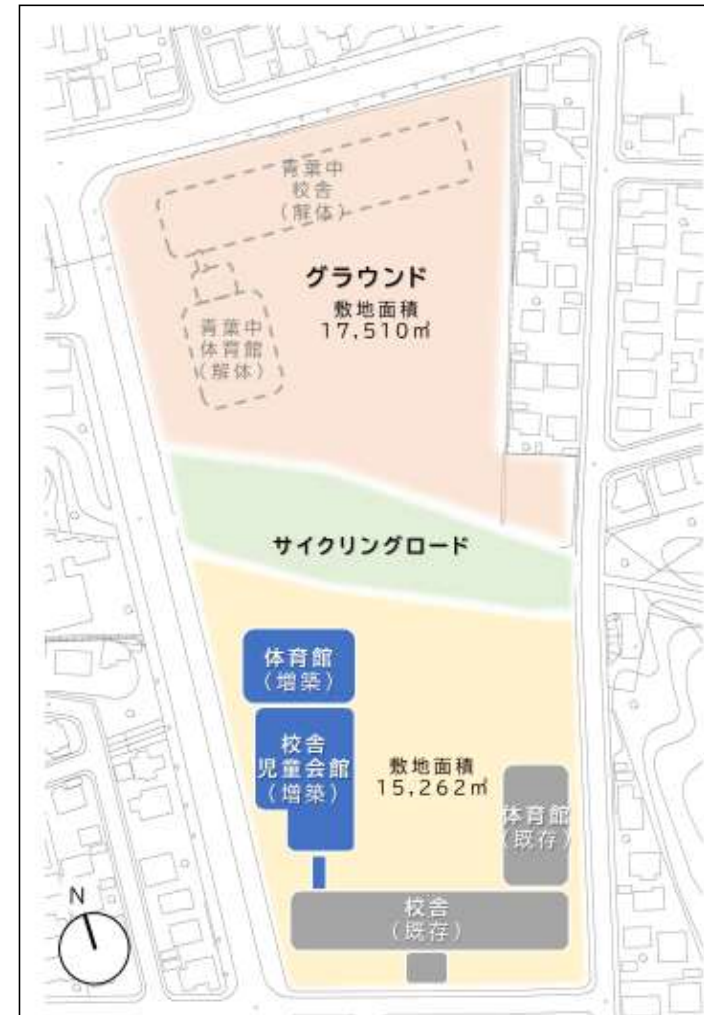 青葉中
校舎
(解体)
グラウンド
敷地面積
17,510㎡
青葉中
体育館
(解体)
サイクリングロード
体育館
(増築)
校舎
児童会館
(増築)
敷地面積
15,262㎡
体育館
(既存)
校舎
(既存)
N